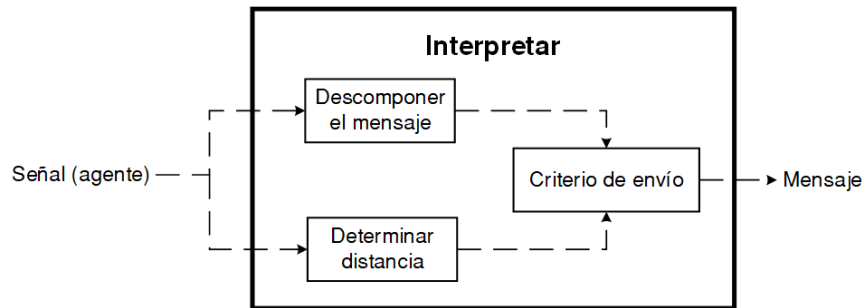 Interpretar
Descomponer
el mensaje
Señal (agente)
Criterio de envío
Mensaje
Determinar
distancia